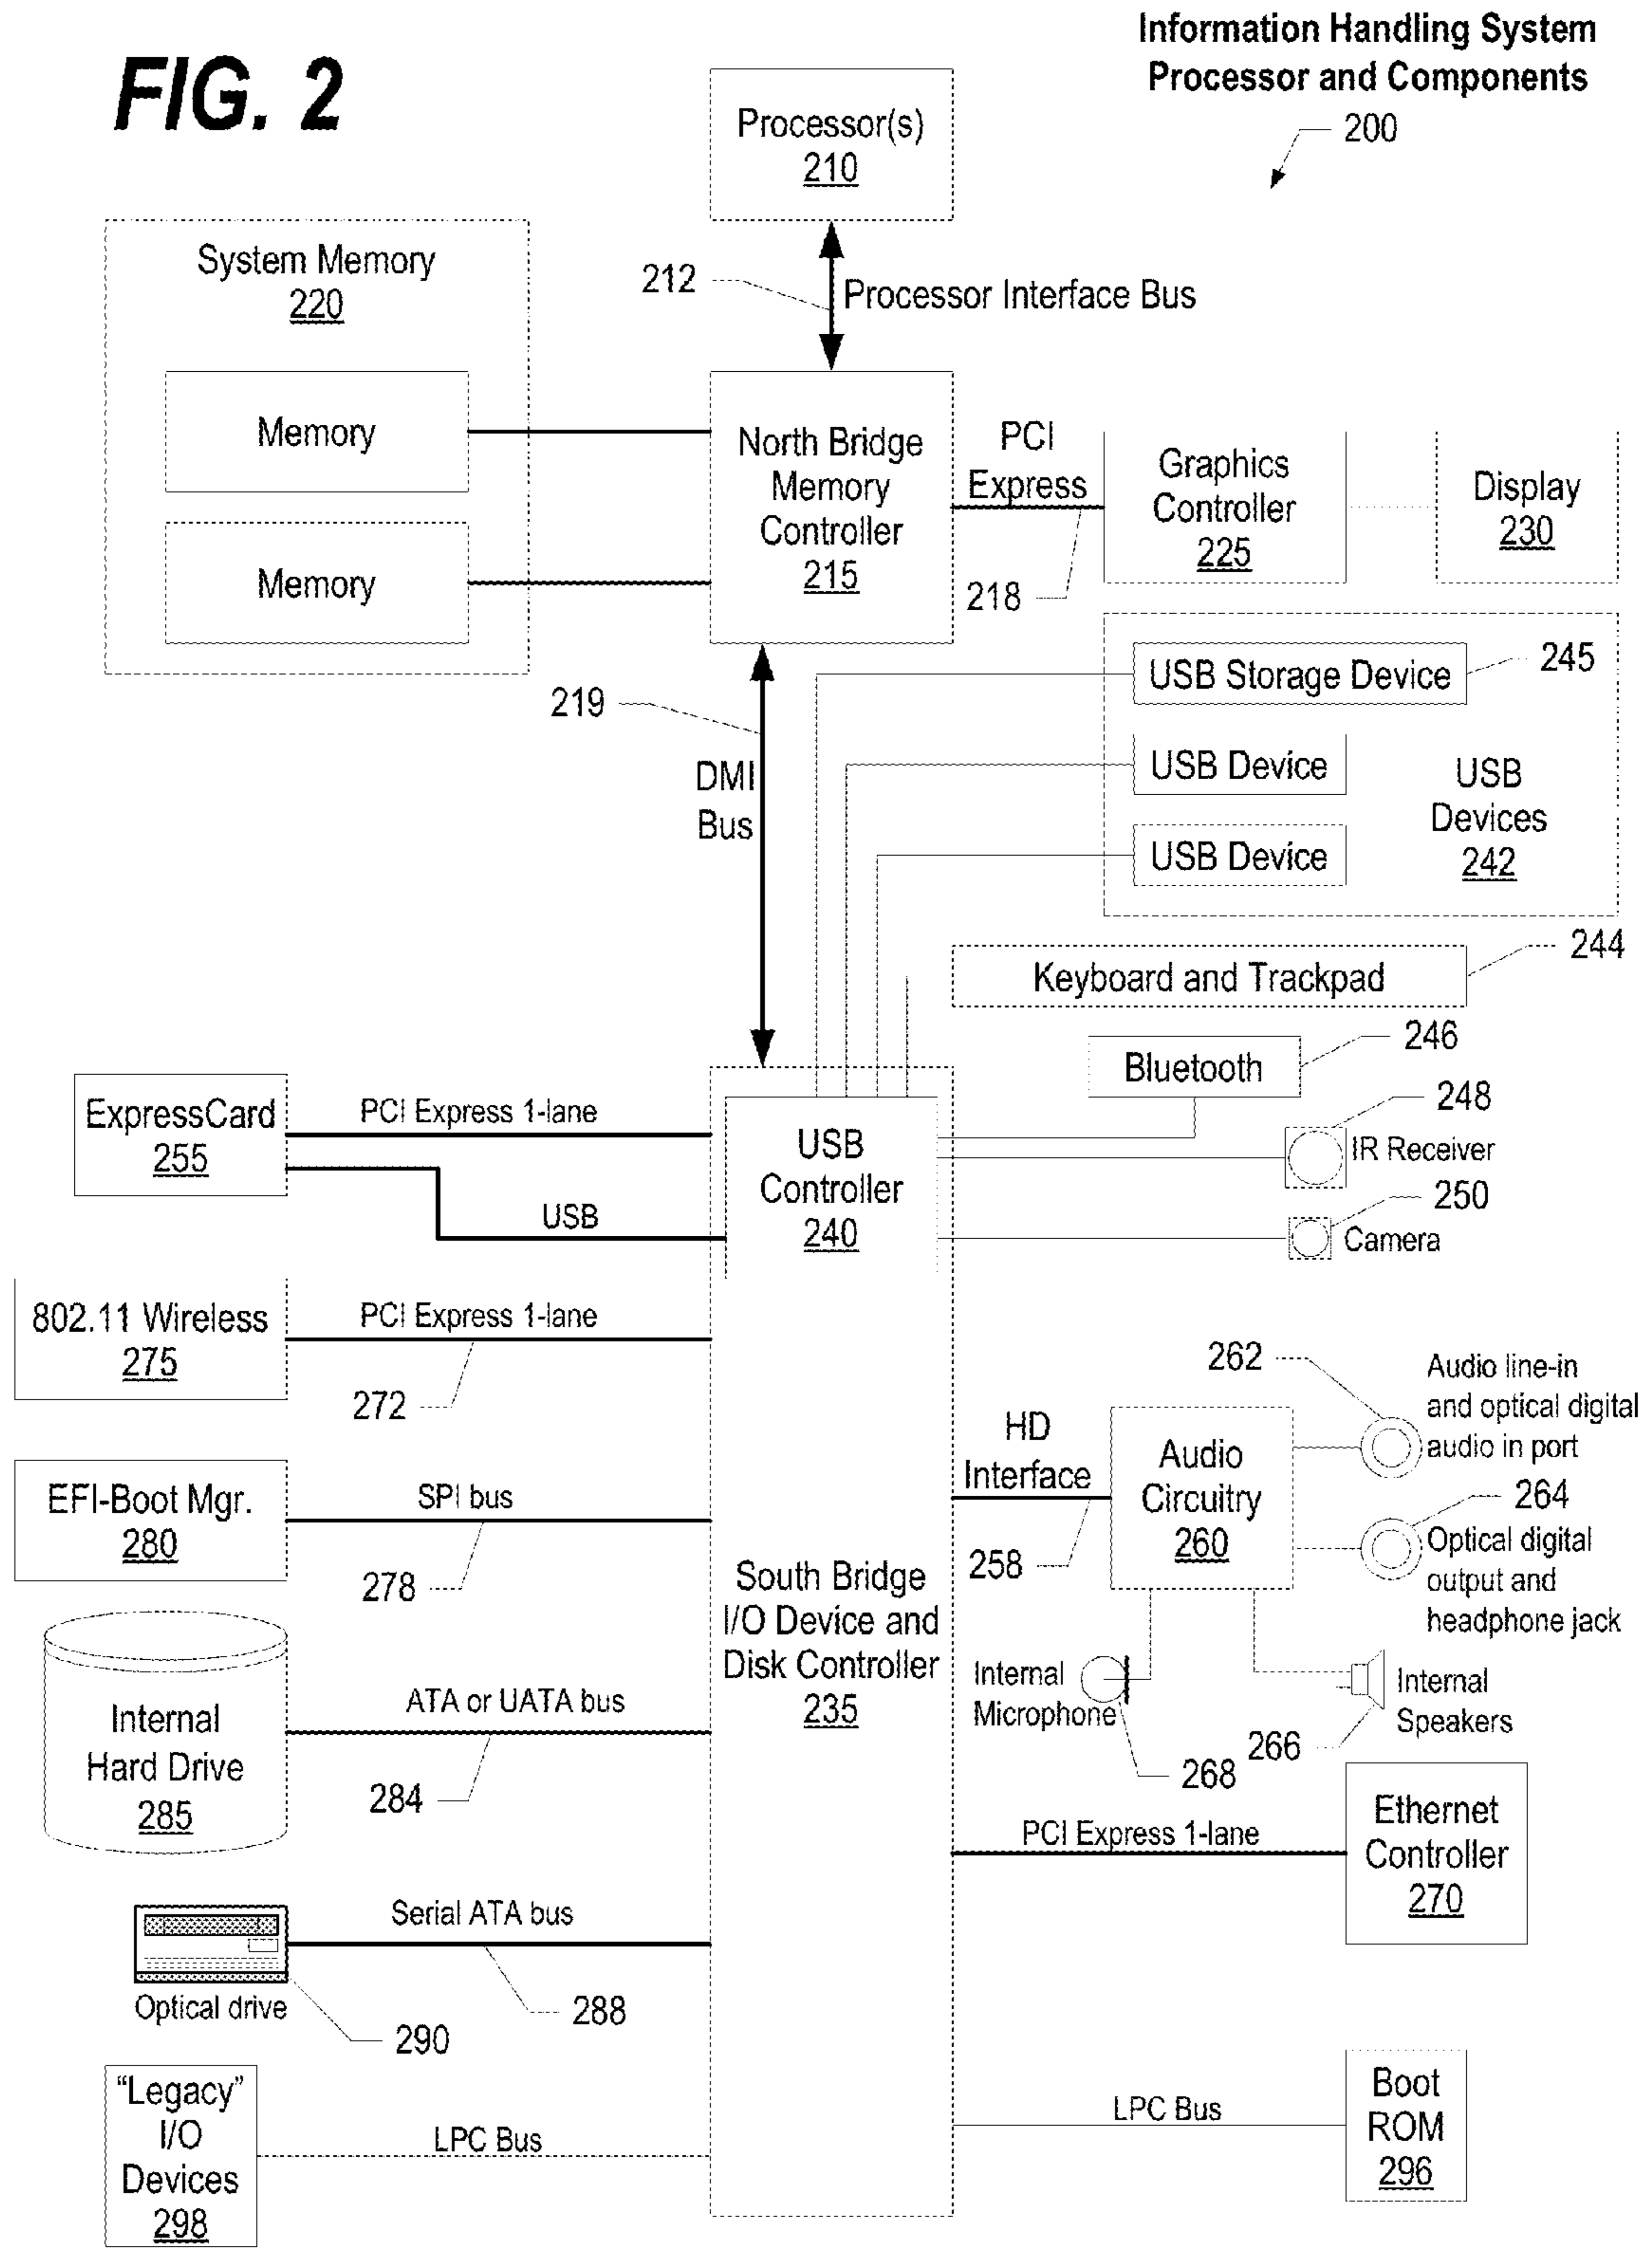 Information Handling System
Processor and Components
FIG. 2
200
Processor(s)
210
System Memory
220
212
Processor Interface Bus
Memory
Memory
North Bridge
Memory
Controller
215
PCI
Express
218
Graphics
Controller
225
Display
230
219
DMI
Bus
USB Storage Device
245
USB Device
USB Device
USB
Devices
242
Keyboard and Trackpad
244
Bluetooth
246
248
IR Receiver
250
Camera
ExpressCard
255
PCI Express 1-lane
USB
USB
Controller
240
802.11 Wireless
275
PCI Express 1-lane
272
262
Audio line-in
and optical digital
audio in port
HD
Interface
258
Audio
Circuitry
260
264
Optical digital
output and
headphone jack
EFI-Boot Mgr.
280
SPI bus
278
South Bridge
I/O Device and
Disk Controller
235
Internal
Microphone
268
266
Internal
Speakers
Internal
Hard Drive
285
ATA or UATA bus
284
PCI Express 1-lane
Ethernet
Controller
270
Serial ATA bus
288
Optical drive
290
"Legacy"
I/O
Devices
298
LPC Bus
LPC Bus
Boot
ROM
296